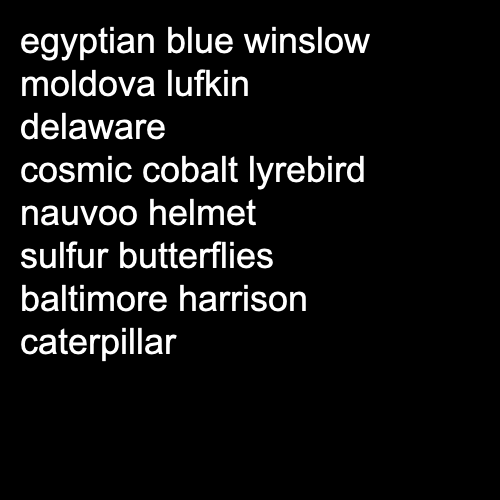 egyptian blue winslow
moldova lufkin
delaware
cosmic cobalt lyrebird
nauvoo helmet
sulfur butterflies
baltimore harrison
caterpillar